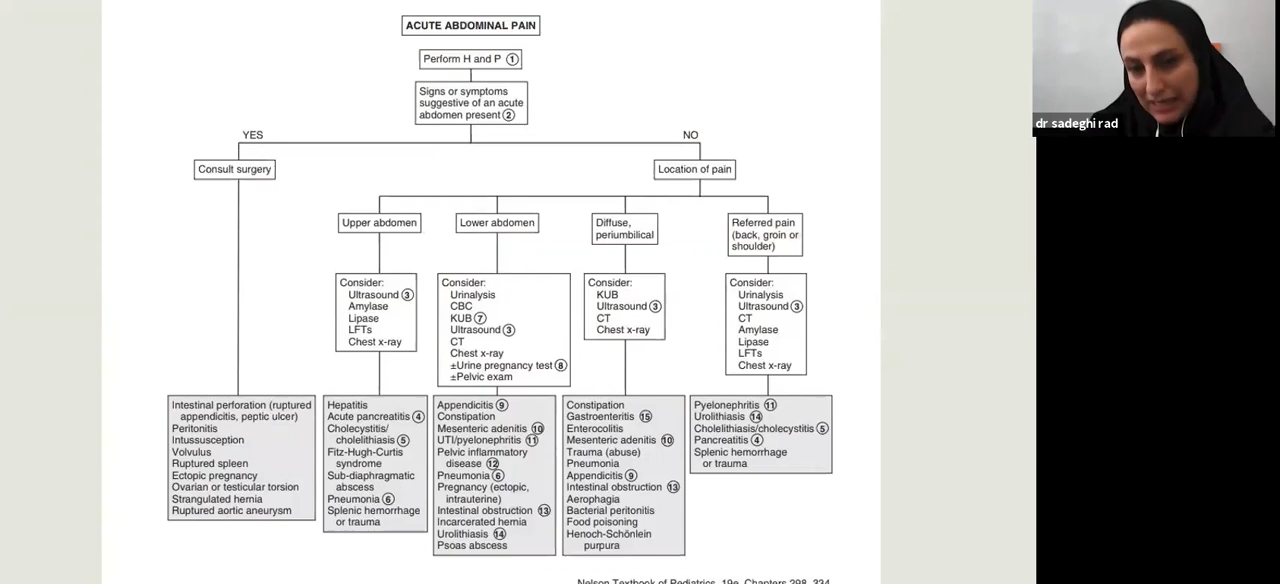 ACUTE ABDOMINAL PAIN
Perform H and P 1
Signs or symptoms
suggestive of an acute
abdomen present 2
YES
NO
Consult surgery
Location of pain
Upper abdomen
Lower abdomen
Diffuse,
periumbilical
Referred pain
(back, groin or
shoulder)
Consider:
Ultrasound 3
Amylase
Lipase
LFTs
Chest x-ray
Consider:
Urinalysis
CBC
KUB 7
Ultrasound 3
CT
Chest x-ray
±Urine pregnancy test 8
±Pelvic exam
Consider:
KUB
Ultrasound 3
CT
Chest x-ray
Consider:
Urinalysis
Ultrasound 3
CT
Amylase
Lipase
LFTs
Chest x-ray
Intestinal perforation (ruptured
appendicitis, peptic ulcer)
Peritonitis
Intussusception
Volvulus
Ruptured spleen
Ectopic pregnancy
Ovarian or testicular torsion
Strangulated hernia
Ruptured aortic aneurysm
Hepatitis
Acute pancreatitis 4
Cholecystitis/
cholelithiasis 5
Fitz-Hugh-Curtis
syndrome
Sub-diaphragmatic
abscess
Pneumonia 6
Splenic hemorrhage
or trauma
Appendicitis 9
Constipation
Mesenteric adenitis 10
UTI/pyelonephritis 11
Pelvic inflammatory
disease 12
Pneumonia 6
Pregnancy (ectopic,
intrauterine)
Intestinal obstruction 13
Incarcerated hernia
Urolithiasis 14
Psoas abscess
Constipation
Gastroenteritis 15
Enterocolitis
Mesenteric adenitis 10
Trauma (abuse)
Pneumonia
Appendicitis 9
Intestinal obstruction 13
Aerophagia
Bacterial peritonitis
Food poisoning
Henoch-Schönlein
purpura
Pyelonephritis 11
Urolithiasis 14
Cholelithiasis/cholecystitis 5
Pancreatitis 4
Splenic hemorrhage
or trauma
Nelson Textbook of Pediatrics, 19e. Chapters 298, 334
dr sadeghi rad